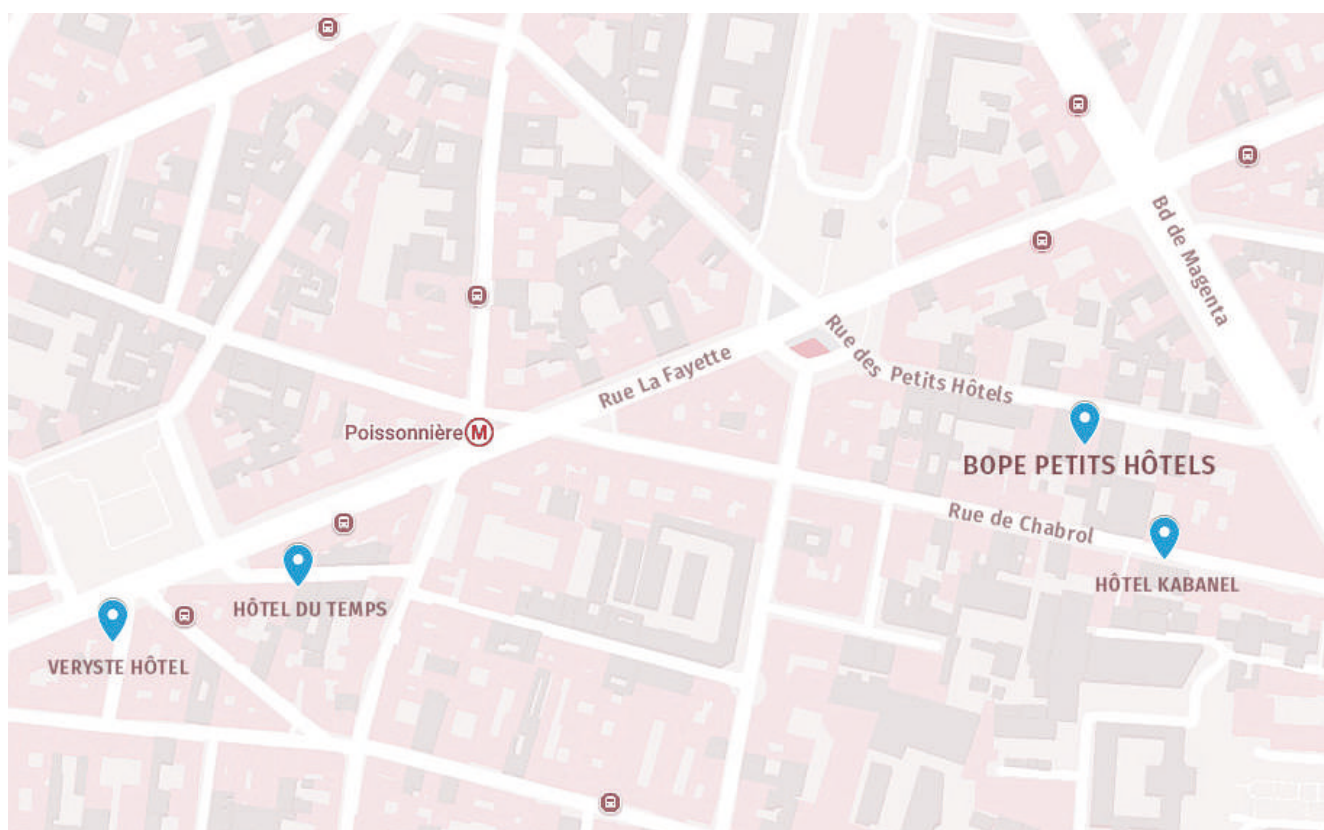 Bd de Magenta
Rue des Petits Hôtels
Rue La Fayette
Poissonnière M
BOPE PETITS HÔTELS
Rue de Chabrol
HÔTEL KABANEL
HÔTEL DU TEMPS
VERYSTE HÔTEL